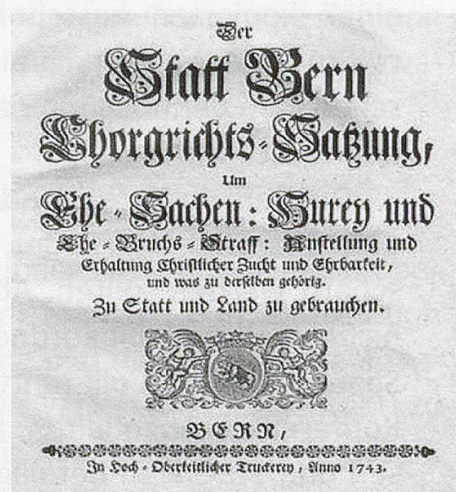 Der
Statt Bern
Chorgrichts-Satzung,
Um
Ehe-Sachen: Hurey und
Ehe-Bruchs-Straff: Anstellung und
Erhaltung Christlicher Zucht und Ehrbarkeit,
und was zu derselben gehörig.
Zu Statt und Land zu gebrauchen.
BERN,
In Hoch-Oberkeitlicher Truckerey, Anno 1743.